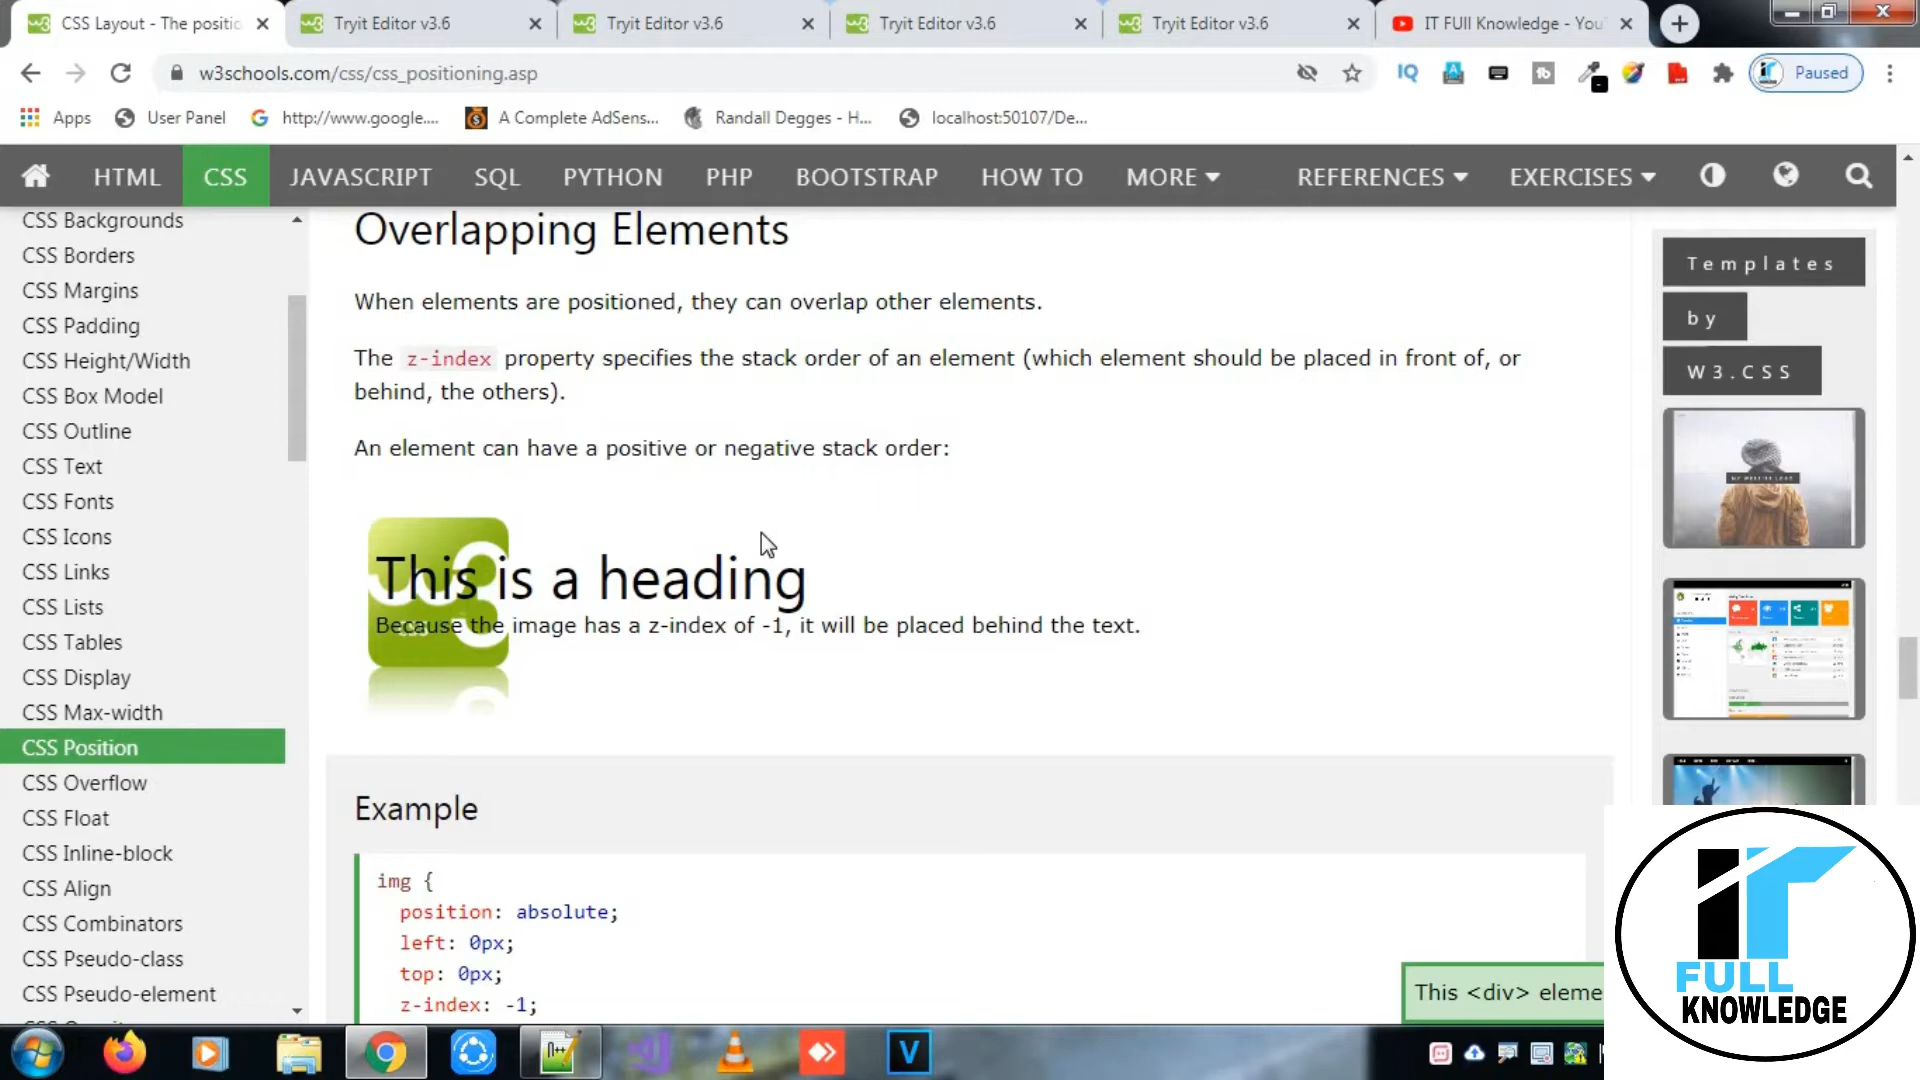 CSS Layout - The positio
Tryit Editor v3.6
Tryit Editor v3.6
Tryit Editor v3.6
Tryit Editor v3.6
IT FUll Knowledge - You
w3schools.com/css/css_positioning.asp
IQ
Paused
Apps
User Panel
http://www.google....
A Complete AdSens...
Randall Degges - H...
localhost:50107/De...
HTML
CSS
JAVASCRIPT
SQL
PYTHON
PHP
BOOTSTRAP
HOW TO
MORE
REFERENCES
EXERCISES
CSS Backgrounds
CSS Borders
CSS Margins
CSS Padding
CSS Height/Width
CSS Box Model
CSS Outline
CSS Text
CSS Fonts
CSS Icons
CSS Links
CSS Lists
CSS Tables
CSS Display
CSS Max-width
CSS Position
CSS Overflow
CSS Float
CSS Inline-block
CSS Align
CSS Combinators
CSS Pseudo-class
CSS Pseudo-element
Overlapping Elements
When elements are positioned, they can overlap other elements.
The z-index property specifies the stack order of an element (which element should be placed in front of, or
behind, the others).
An element can have a positive or negative stack order:
This is a heading
Because the image has a z-index of -1, it will be placed behind the text.
Example
img {
position: absolute;
left: 0px;
top: 0px;
z-index: -1;
This <div> eleme
Templates
by
W3.CSS
IT
FULL
KNOWLEDGE